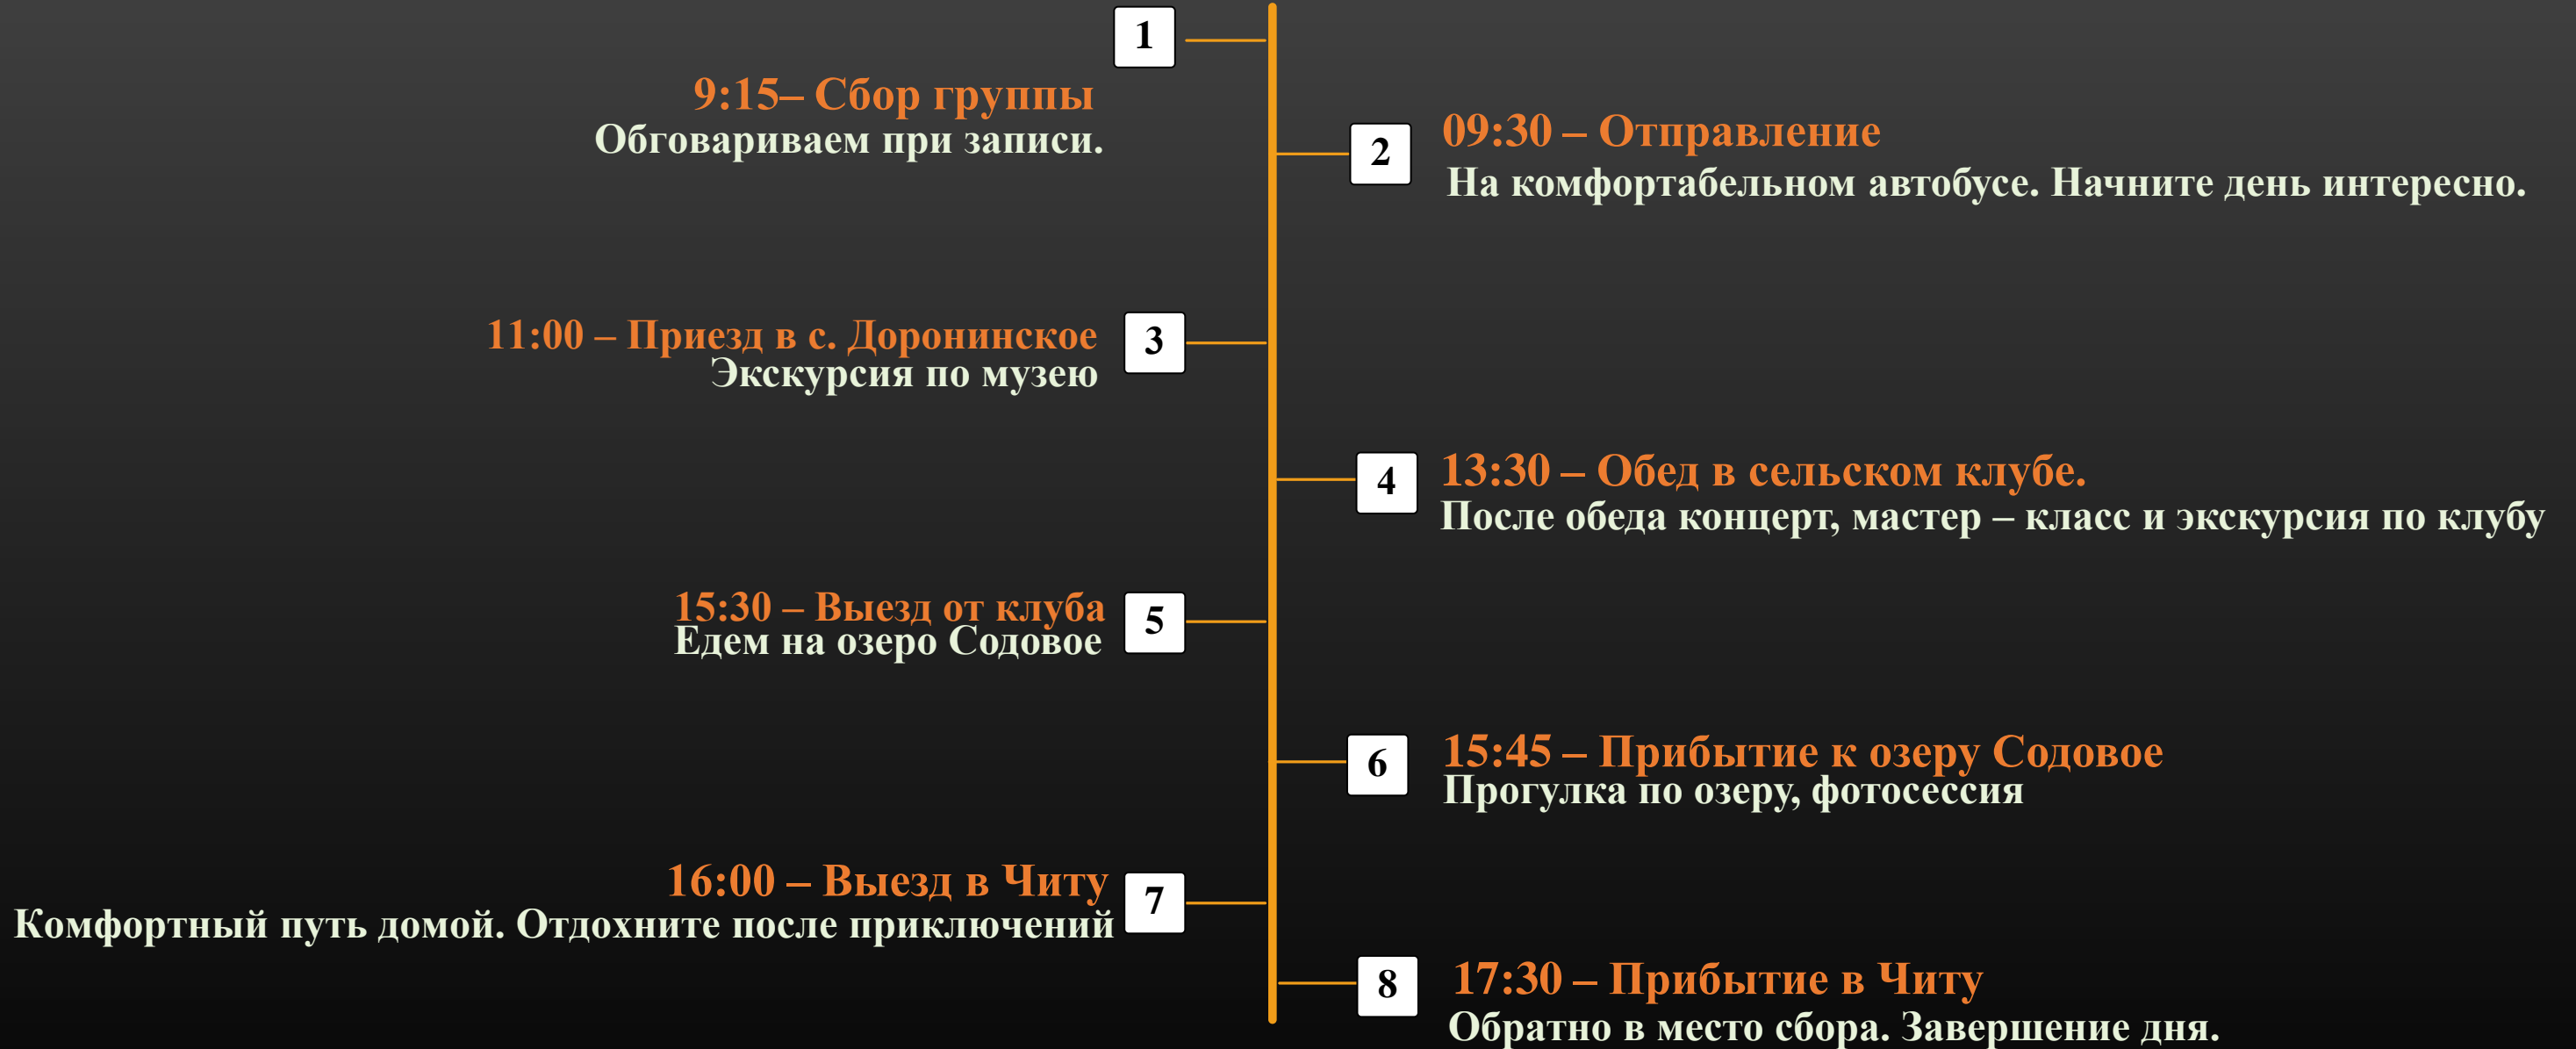 1
9:15– Сбор группы
Обговариваем при записи.
2
09:30 – Отправление
На комфортабельном автобусе. Начните день интересно.
3
11:00 – Приезд в с. Доронинское
Экскурсия по музею
4
13:30 – Обед в сельском клубе.
После обеда концерт, мастер – класс и экскурсия по клубу
5
15:30 – Выезд от клуба
Едем на озеро Содовое
6
15:45 – Прибытие к озеру Содовое
Прогулка по озеру, фотосессия
7
16:00 – Выезд в Читу
Комфортный путь домой. Отдохните после приключений
8
17:30 – Прибытие в Читу
Обратно в место сбора. Завершение дня.